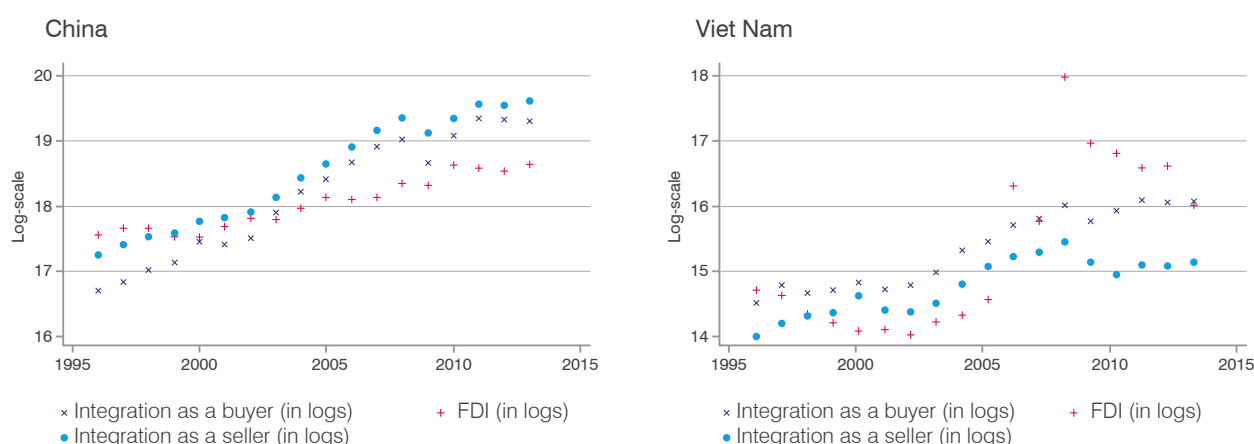 China
Viet Nam
20
19
18
17
16
Log-scale
1995
2000
2005
2010
2015
× Integration as a buyer (in logs)
+ FDI (in logs)
● Integration as a seller (in logs)
18
17
16
15
14
Log-scale
1995
2000
2005
2010
2015
× Integration as a buyer (in logs)
+ FDI (in logs)
● Integration as a seller (in logs)